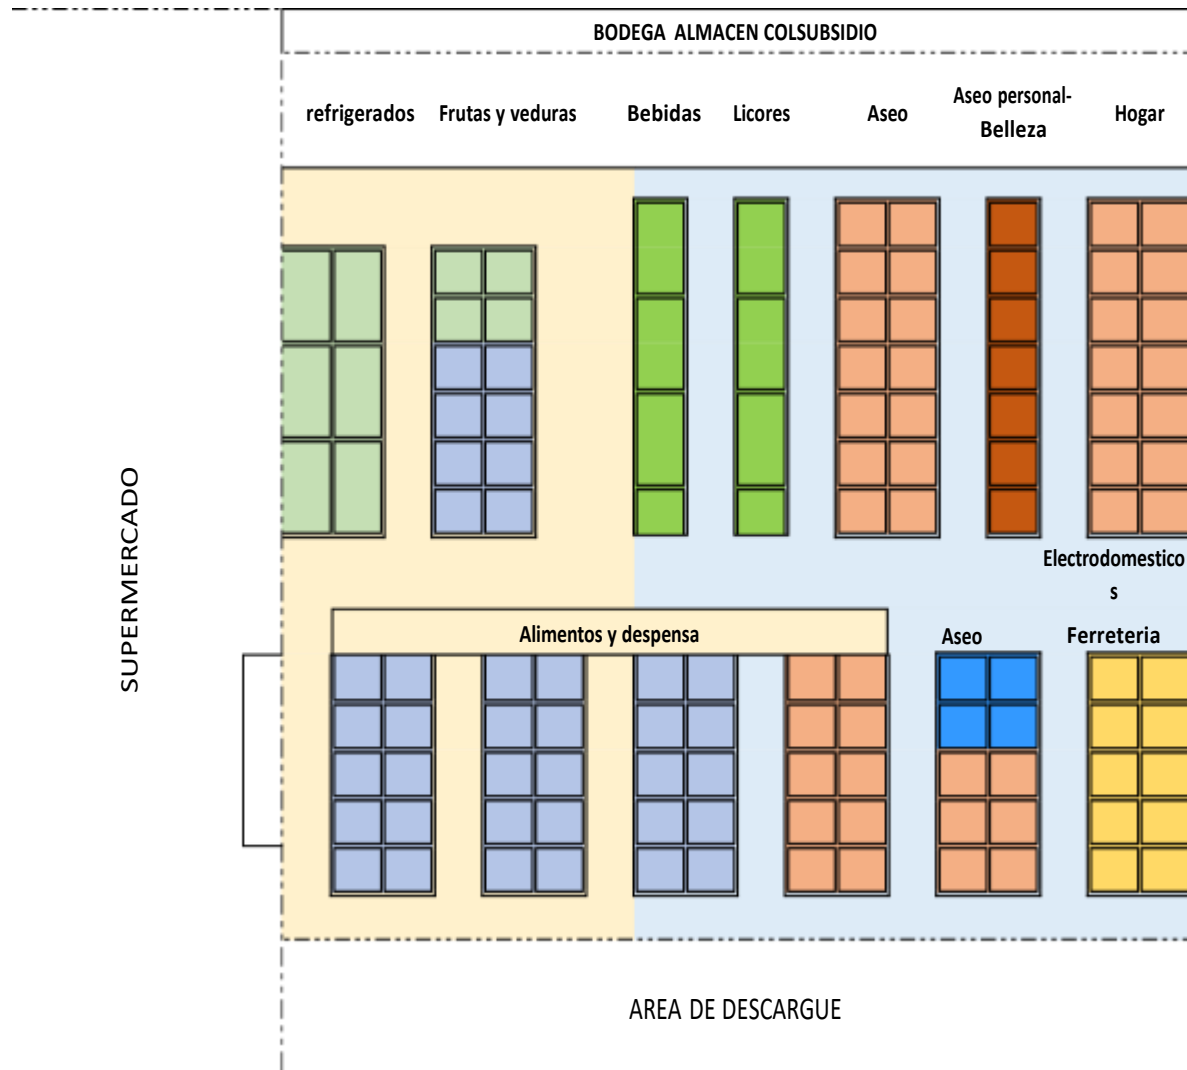 BODEGA ALMACEN COLSUBSIDIO
refrigerados
Frutas y veduras
Bebidas
Licores
Aseo
Aseo personal-
Belleza
Hogar
Electrodomestico
s
Alimentos y despensa
Aseo
Ferreteria
SUPERMERCADO
AREA DE DESCARGUE